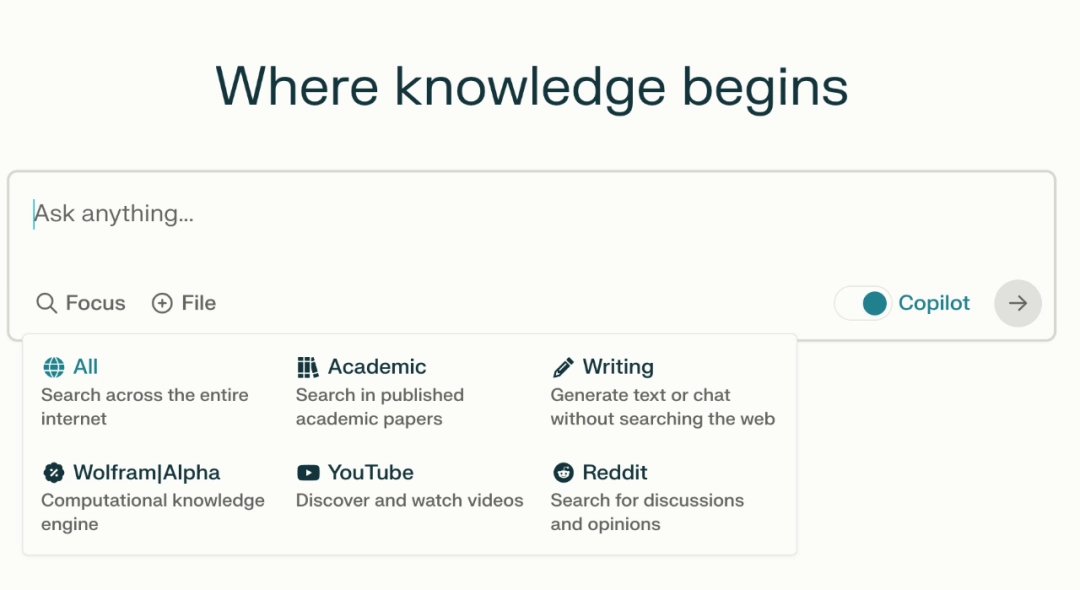 Where knowledge begins
Ask anything...
Focus
File
Copilot
All
Search across the entire
internet
Academic
Search in published
academic papers
Writing
Generate text or chat
without searching the web
Wolfram|Alpha
Computational knowledge
engine
YouTube
Discover and watch videos
Reddit
Search for discussions
and opinions